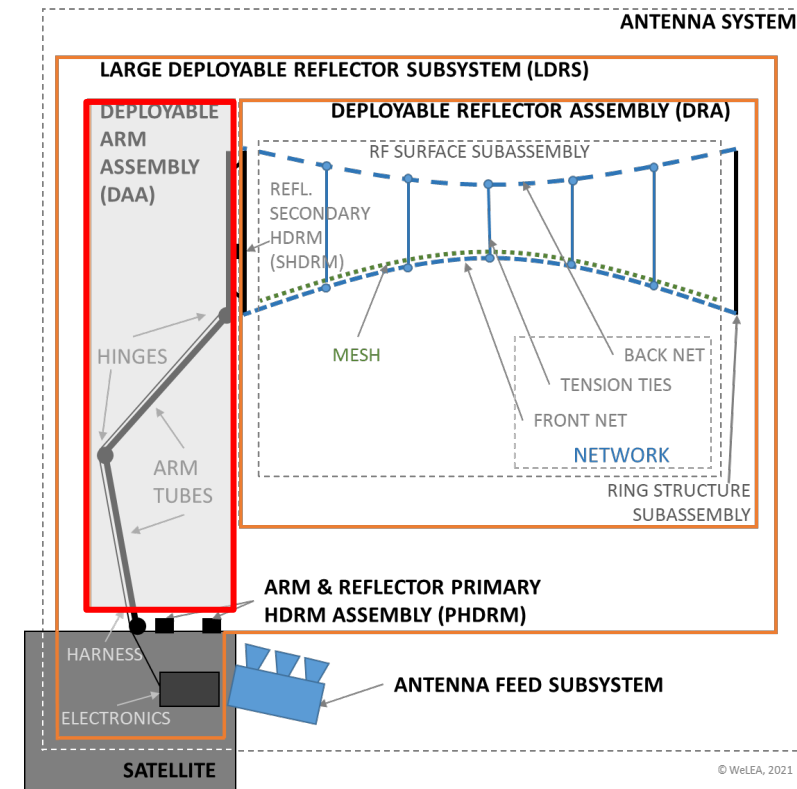 ANTENNA SYSTEM
LARGE DEPLOYABLE REFLECTOR SUBSYSTEM (LDRS)
DEPLOYABLE
ARM
ASSEMBLY
(DAA)
DEPLOYABLE REFLECTOR ASSEMBLY (DRA)
RF SURFACE SUBASSEMBLY
REFL.
SECONDARY
HDRM
(SHDRM)
HINGES
MESH
BACK NET
TENSION TIES
FRONT NET
NETWORK
ARM
TUBES
RING STRUCTURE
SUBASSEMBLY
ARM & REFLECTOR PRIMARY
HDRM ASSEMBLY (PHDRM)
HARNESS
ELECTRONICS
ANTENNA FEED SUBSYSTEM
SATELLITE
© WeLEA, 2021